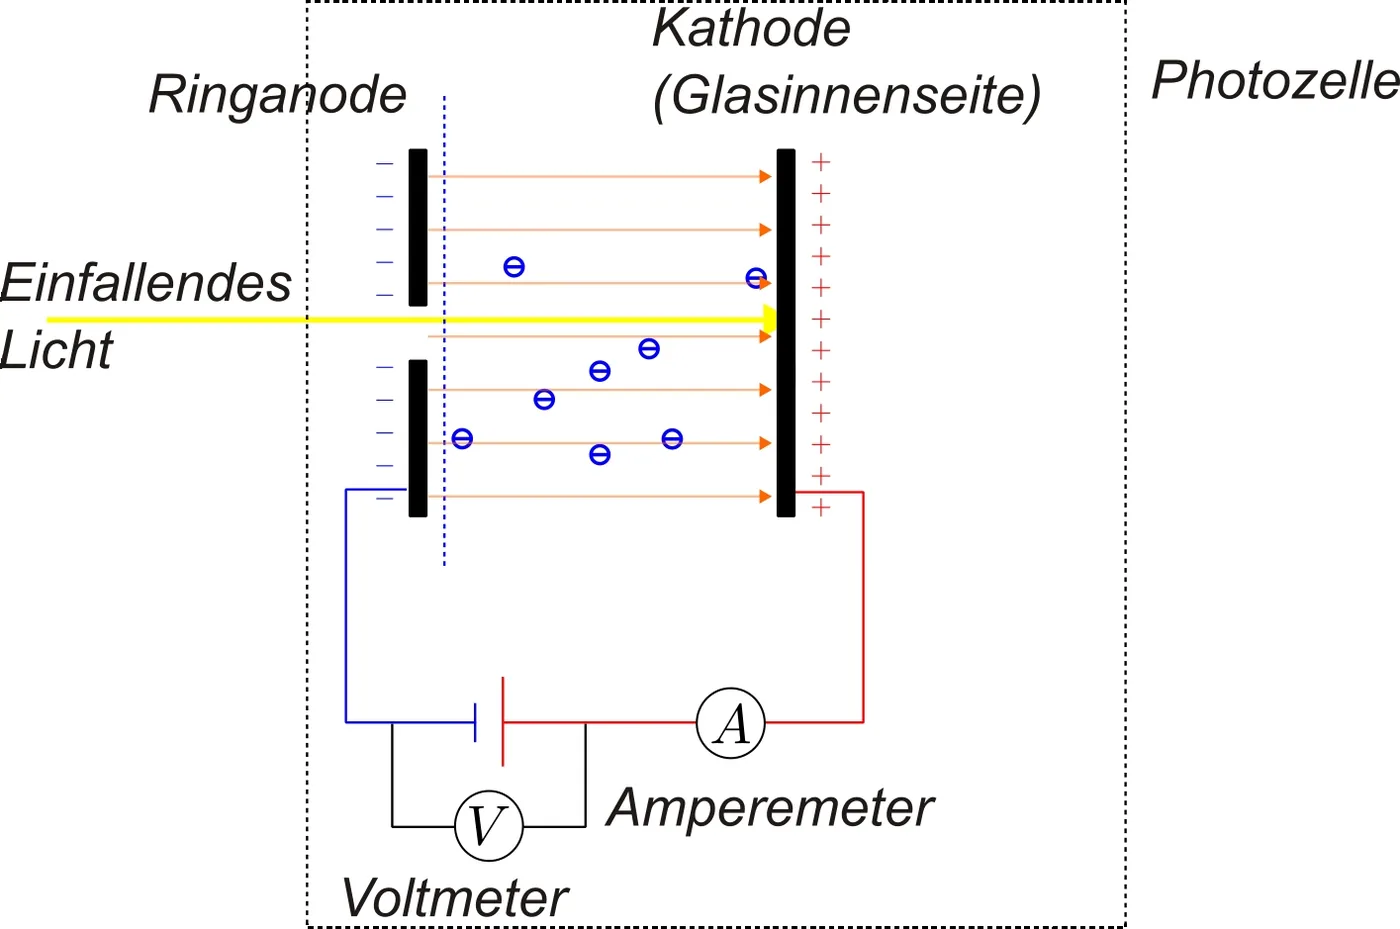 Kathode
(Glasinnenseite)
Ringanode
Photozelle
Einfallendes
Licht
A
Amperemeter
V
Voltmeter